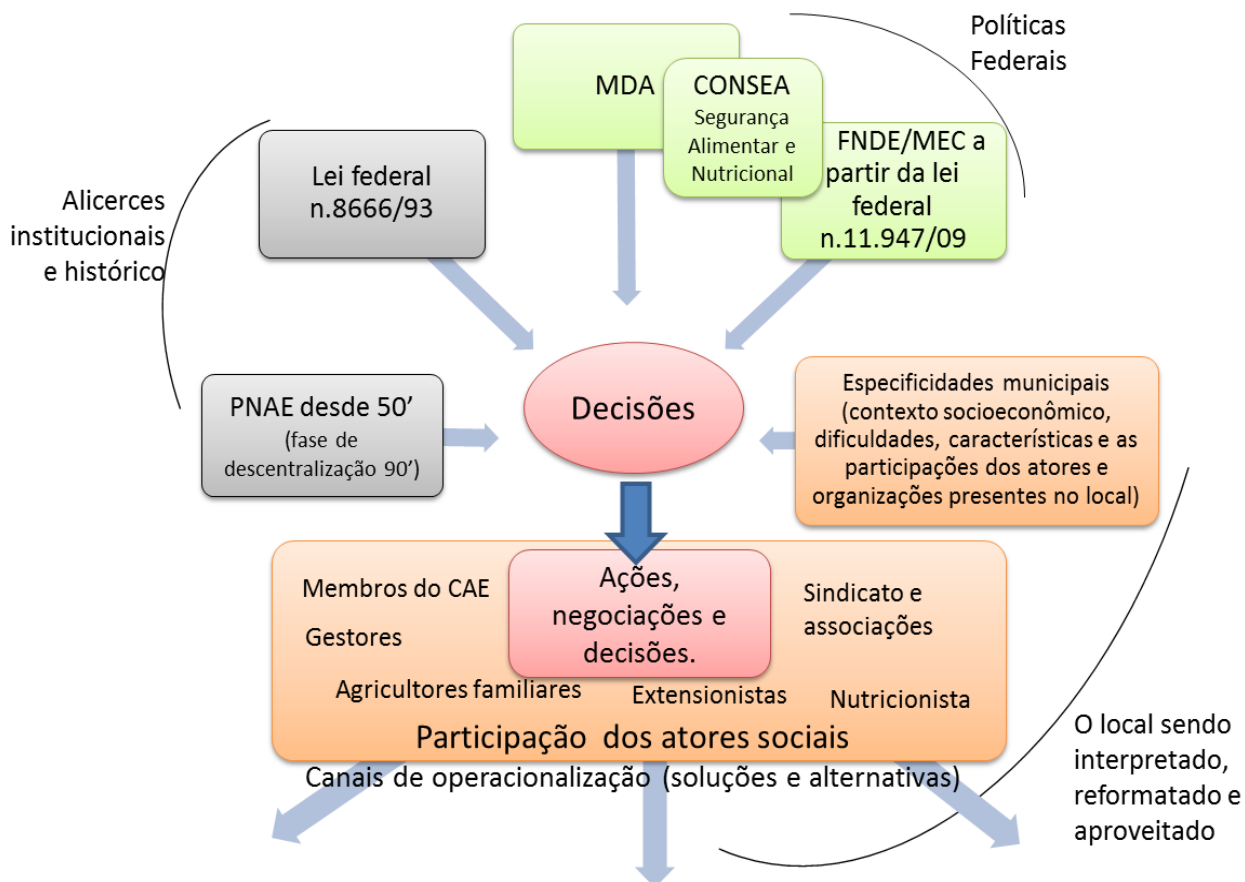 Políticas
Federais
MDA
CONSEA
Segurança
Alimentar e
Nutricional
FNDE/MEC a
partir da lei
federal
n.11.947/09
Lei federal
n.8666/93
Alicerces
institucionais
e histórico
PNAE desde 50’
(fase de
descentralização 90’)
Decisões
Especificidades municipais
(contexto socioeconômico,
dificuldades, características e as
participações dos atores e
organizações presentes no local)
Ações,
negociações e
decisões.
Membros do CAE
Gestores
Sindicato e
associações
Agricultores familiares
Extensionistas
Nutricionista
Participação dos atores sociais
Canais de operacionalização (soluções e alternativas)
O local sendo
interpretado,
reformatado e
aproveitado